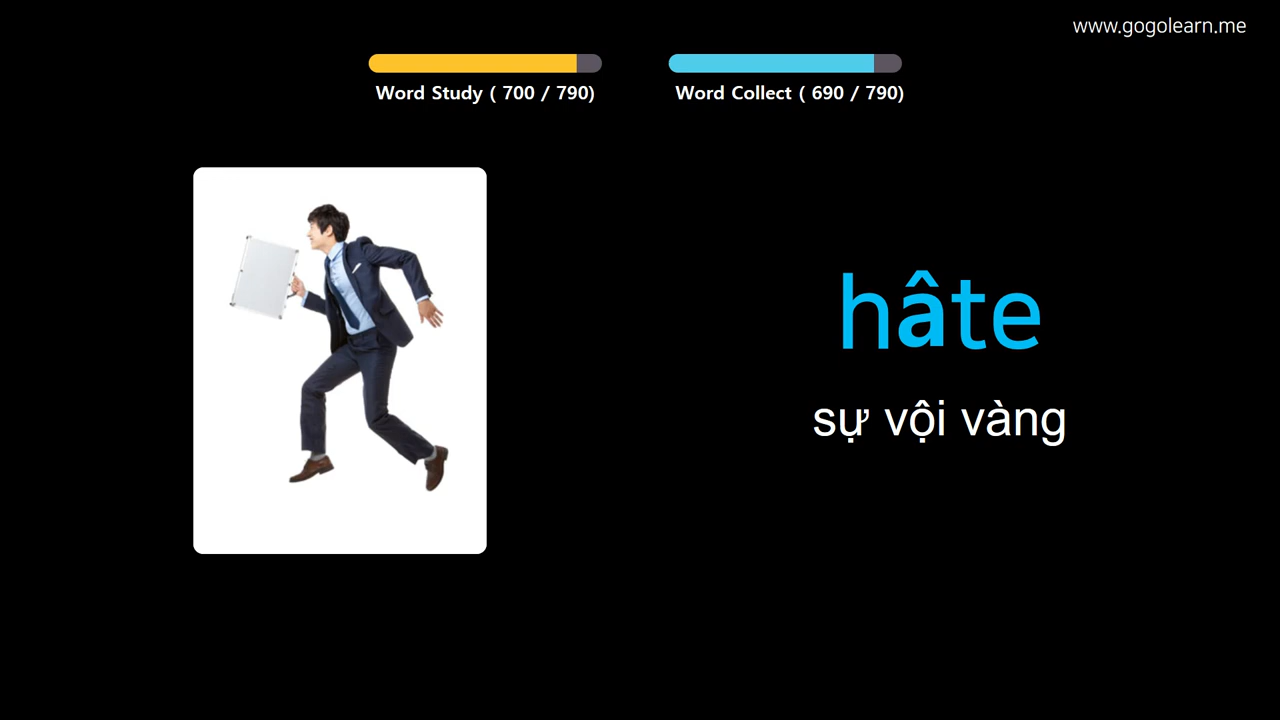 www.gogolearn.me
Word Study ( 700 / 790)
Word Collect ( 690 / 790)
hâte
sự vội vàng